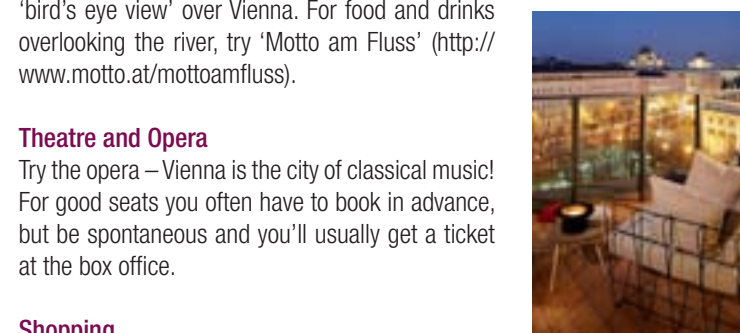 ‘bird’s eye view’ over Vienna. For food and drinks
overlooking the river, try ‘Motto am Fluss’ (http://
www.motto.at/mottoamfluss).
Theatre and Opera
Try the opera – Vienna is the city of classical music!
For good seats you often have to book in advance,
but be spontaneous and you’ll usually get a ticket
at the box office.
Shopping